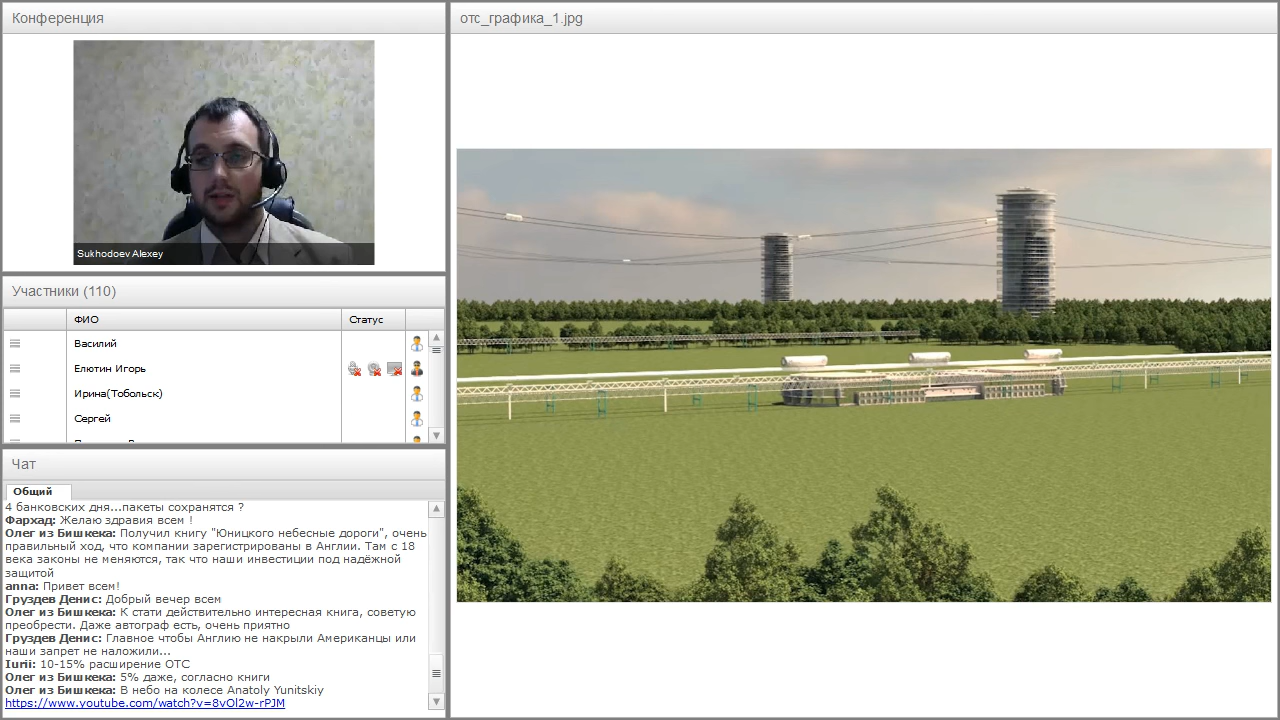 Конференция
Sukhodoev Alexey
Участники (110)
ФИО
Статус
Василий
Елютин Игорь
Ирина(Тобольск)
Сергей
Чат
Общий
4 банковских дня...пакеты сохранятся ?
Фархад: Желаю здравия всем !
Олег из Бишкека: Получил книгу "Юницкого небесные дороги", очень
правильный ход, что компании зарегистрированы в Англии. Там с 18
века законы не меняются, так что наши инвестиции под надёжной
защитой
anna: Привет всем!
Груздев Денис: Добрый вечер всем
Олег из Бишкека: К стати действительно интересная книга, советую
преобрести. Даже автограф есть, очень приятно
Груздев Денис: Главное чтобы Англию не накрыли Американцы или
наши запрет не наложили...
Iurii: 10-15% расширение ОТС
Олег из Бишкека: 5% даже, согласно книги
Олег из Бишкека: В небо на колесе Anatoly Yunitskiy
https://www.youtube.com/watch?v=8vOl2w-rPJM
отс_графика_1.jpg